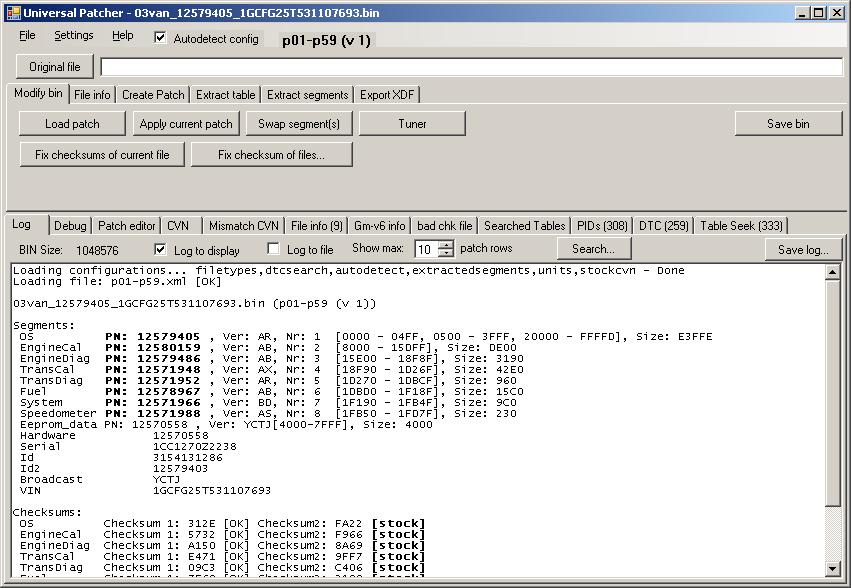 Universal Patcher - 03van_12579405_1GCFG25T531107693.bin
File Settings Help Autodetect config p01-p59 (v 1)
Original file
Modify bin File info Create Patch Extract table Extract segments Export XDF
Load patch Apply current patch Swap segment(s) Tuner Save bin
Fix checksums of current file Fix checksum of files...
Log Debug Patch editor CVN Mismatch CVN File info (9) Gm-v6 info bad chk file Searched Tables PIDs (308) DTC (259) Table Seek (333)
BIN Size: 1048576 Log to display Log to file Show max: 10 patch rows Search... Save log...
Loading configurations... filetypes,dtcsearch,autodetect,extractedsegments,units,stockcvn - Done
Loading file: p01-p59.xml [OK]
03van_12579405_1GCFG25T531107693.bin (p01-p59 (v 1))
Segments:
OS PN: 12579405 , Ver: AR, Nr: 1 [0000 - 04FF, 0500 - 3FFF, 20000 - FFFFD], Size: E3FFE
EngineCal PN: 12580159 , Ver: AB, Nr: 2 [8000 - 15DFF], Size: DE00
EngineDiag PN: 12579486 , Ver: AB, Nr: 3 [15E00 - 18F8F], Size: 3190
TransCal PN: 12571948 , Ver: AX, Nr: 4 [18F90 - 1D26F], Size: 42E0
TransDiag PN: 12571952 , Ver: AR, Nr: 5 [1D270 - 1DBCF], Size: 960
Fuel PN: 12578967 , Ver: AB, Nr: 6 [1DBD0 - 1F18F], Size: 15C0
System PN: 12571966 , Ver: BD, Nr: 7 [1F190 - 1FB4F], Size: 9C0
Speedometer PN: 12571988 , Ver: AS, Nr: 8 [1FB50 - 1FD7F], Size: 230
Eeprom_data PN: 12570558 , Ver: YCTJ[4000-7FFF], Size: 4000
Hardware 12570558
Serial 1CC1270Z2238
Id 3154131286
Id2 12579403
Broadcast YCTJ
VIN 1GCFG25T531107693
Checksums:
OS Checksum 1: 312E [OK] Checksum2: FA22 [stock]
EngineCal Checksum 1: 5732 [OK] Checksum2: F966 [stock]
EngineDiag Checksum 1: A150 [OK] Checksum2: 8A69 [stock]
TransCal Checksum 1: E471 [OK] Checksum2: 9FF7 [stock]
TransDiag Checksum 1: 09C3 [OK] Checksum2: C406 [stock]